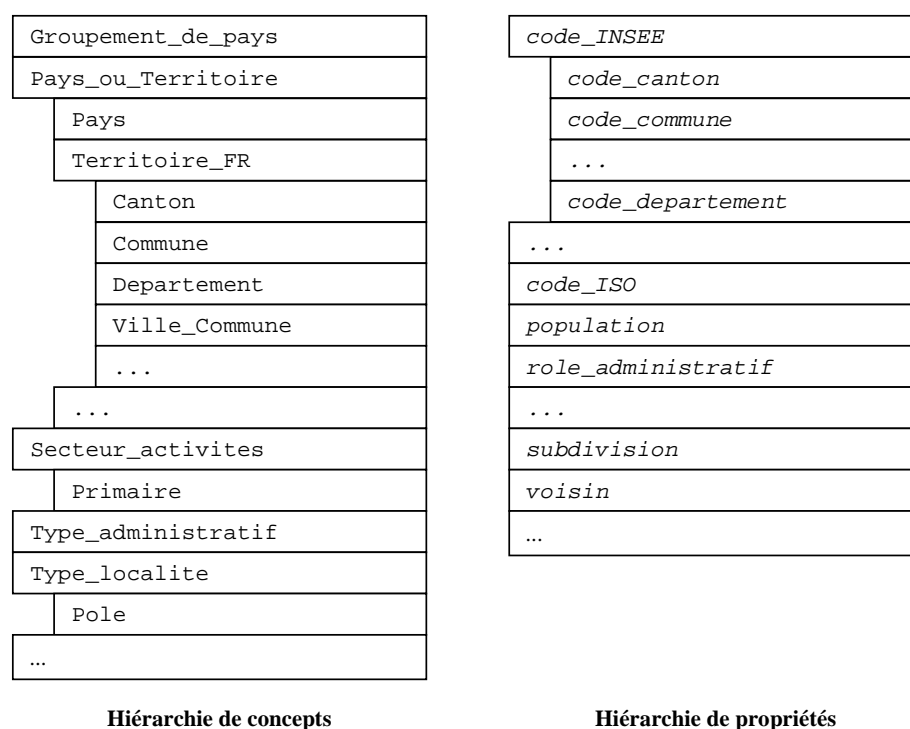 Groupement_de_pays
Pays_ou_Territoire
Pays
Territoire_FR
Canton
Commune
Departement
Ville_Commune
...
...
Secteur_activites
Primaire
Type_administratif
Type_localite
Pole
...
Hiérarchie de concepts
code_INSEE
code_canton
code_commune
...
code_departement
...
code_ISO
population
role_administratif
...
subdivision
voisin
...
Hiérarchie de propriétés